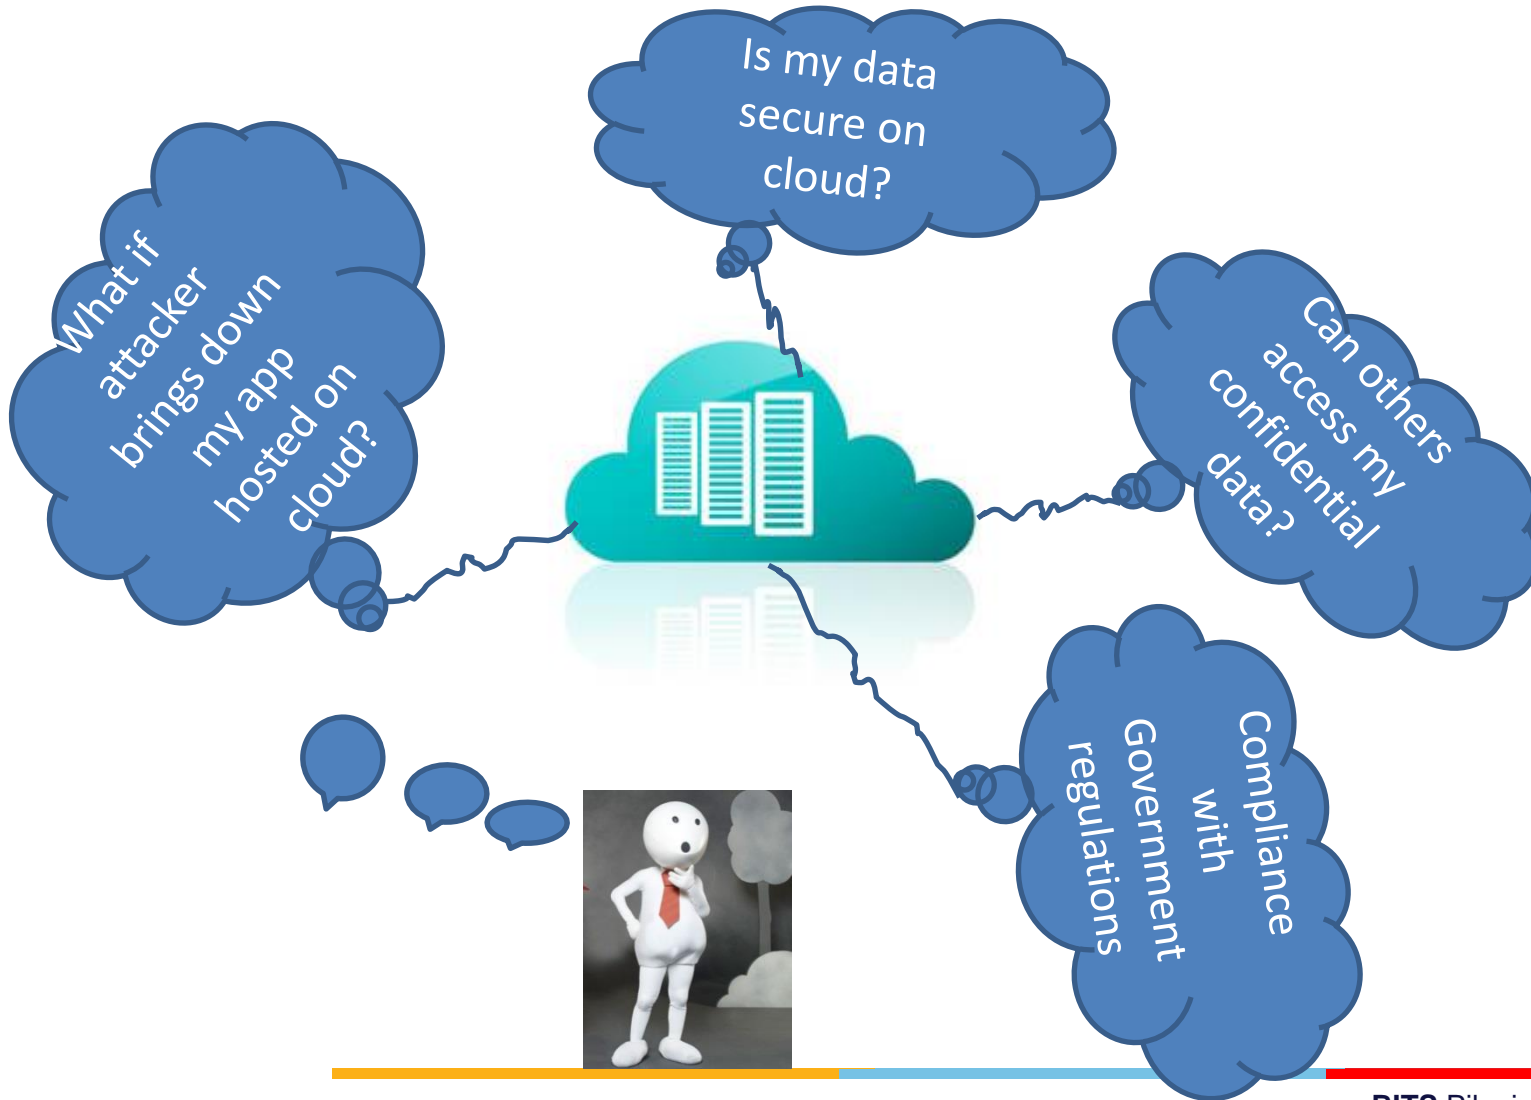 Is my data
secure on
cloud?
What if
attacker
brings down
my app
hosted on
cloud?
Can others
access my
confidential
data?
Compliance
with
Government
regulations